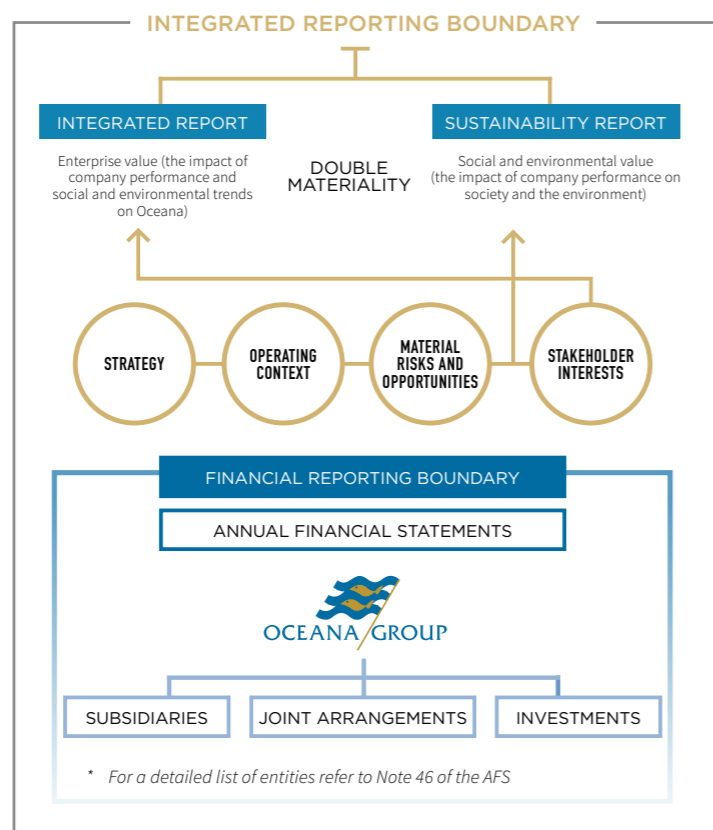 INTEGRATED REPORTING BOUNDARY
INTEGRATED REPORT
Enterprise value (the impact of
company performance and
social and environmental trends
on Oceana)
DOUBLE
MATERIALITY
SUSTAINABILITY REPORT
Social and environmental value
(the impact of company performance on
society and the environment)
STRATEGY
OPERATING
CONTEXT
MATERIAL
RISKS AND
OPPORTUNITIES
STAKEHOLDER
INTERESTS
FINANCIAL REPORTING BOUNDARY
ANNUAL FINANCIAL STATEMENTS
OCEANA GROUP
SUBSIDIARIES
JOINT ARRANGEMENTS
INVESTMENTS
* For a detailed list of entities refer to Note 46 of the AFS